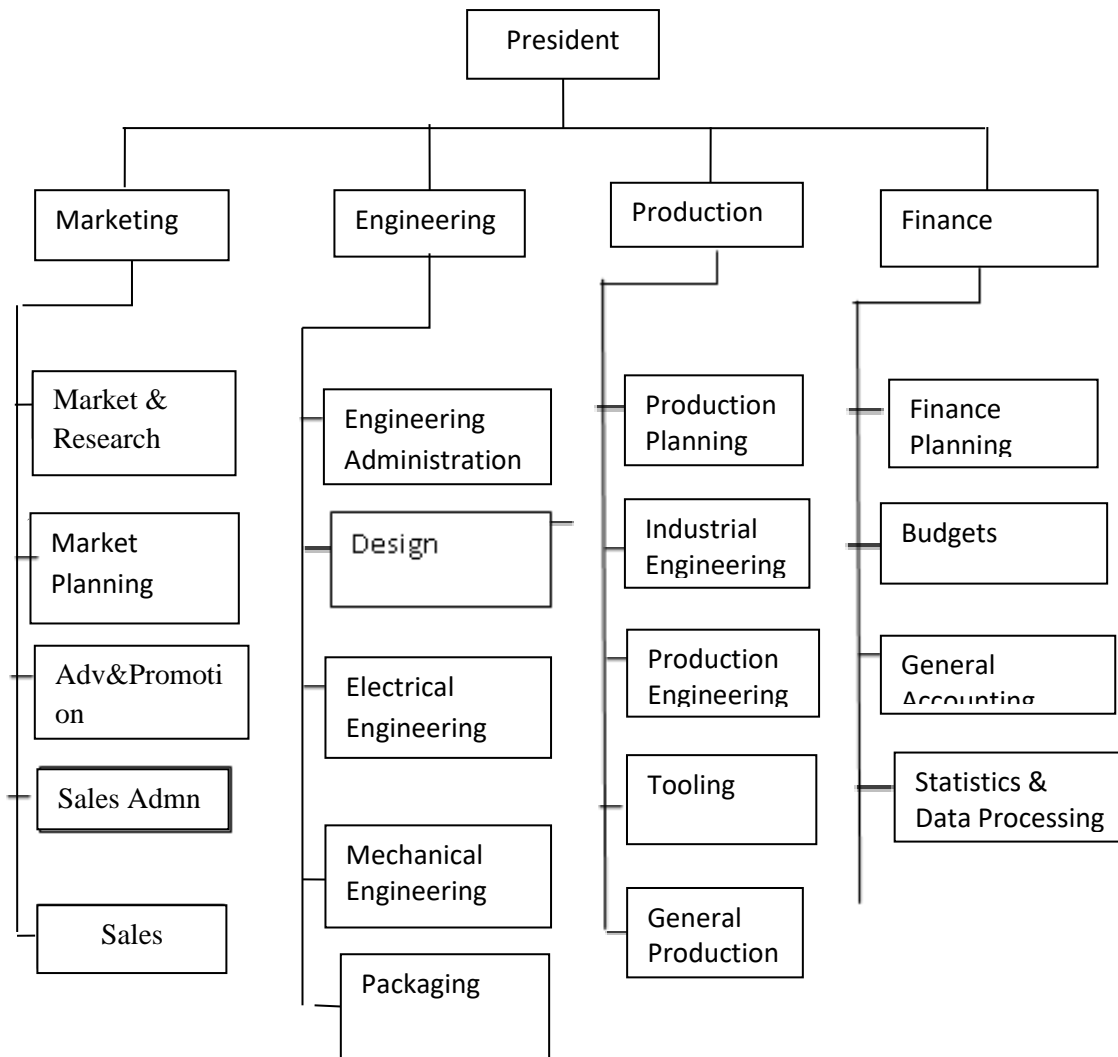 President
Marketing
Engineering
Production
Finance
Market &
Research
Market
Planning
Adv&Promoti
on
Sales Admn
Sales
Engineering
Administration
Design
Electrical
Engineering
Mechanical
Engineering
Packaging
Production
Planning
Industrial
Engineering
Production
Engineering
Tooling
General
Production
Finance
Planning
Budgets
General
Accounting
Statistics &
Data Processing